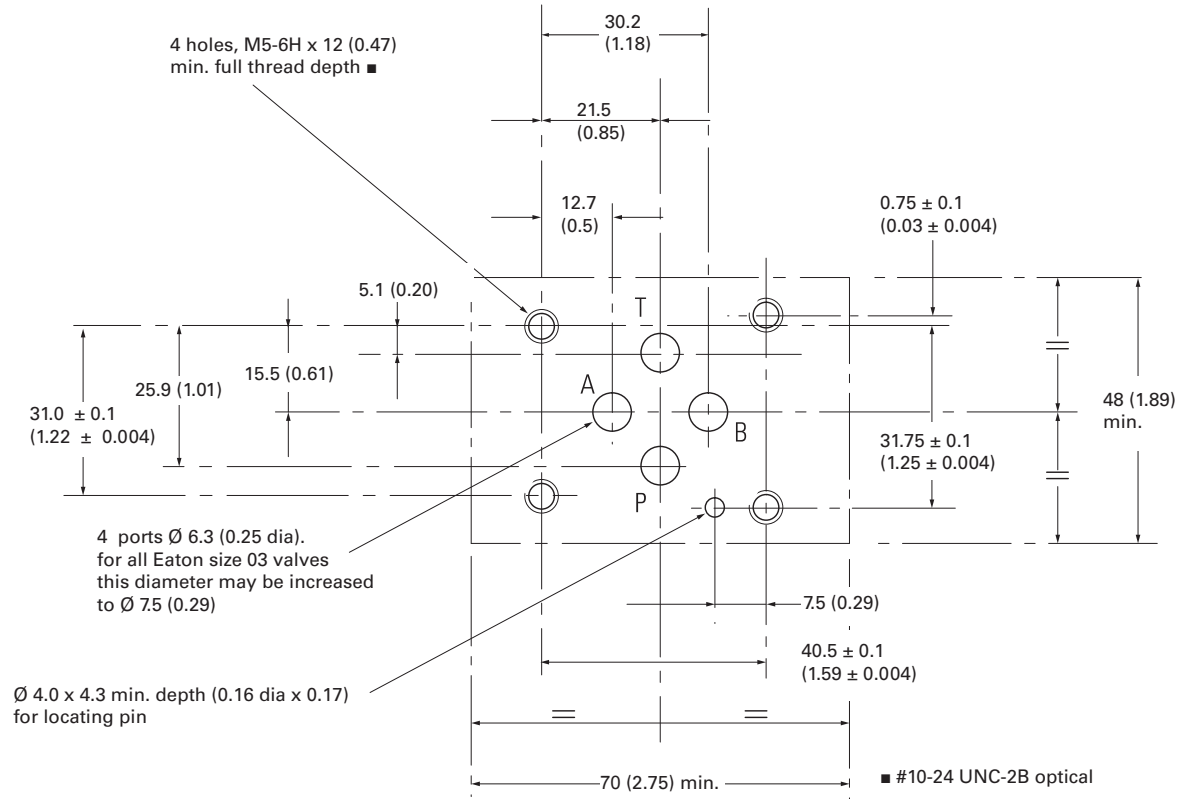 30.2
(1.18)
4 holes, M5-6H x 12 (0.47)
min. full thread depth ■
21.5
(0.85)
12.7
(0.5)
0.75 ± 0.1
(0.03 ± 0.004)
5.1 (0.20)
T
15.5 (0.61)
25.9 (1.01)
A
31.0 ± 0.1
(1.22 ± 0.004)
48 (1.89)
min.
B
31.75 ± 0.1
(1.25 ± 0.004)
P
4 ports Ø 6.3 (0.25 dia).
for all Eaton size 03 valves
this diameter may be increased
to Ø 7.5 (0.29)
7.5 (0.29)
40.5 ± 0.1
(1.59 ± 0.004)
Ø 4.0 x 4.3 min. depth (0.16 dia x 0.17)
for locating pin
70 (2.75) min.
■ #10-24 UNC-2B optical